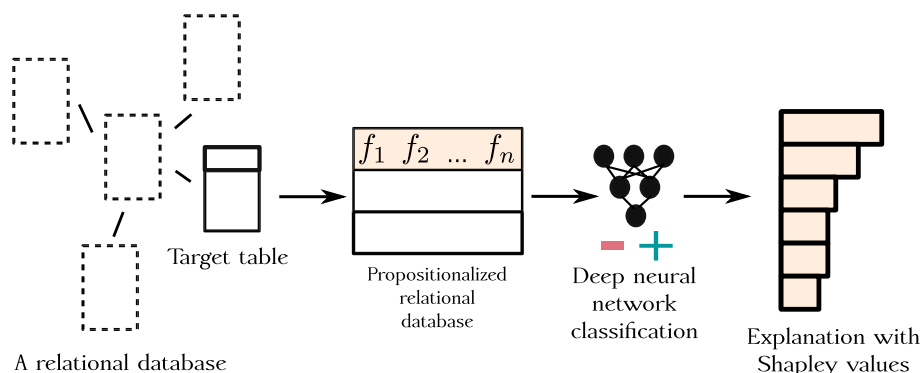 f1 f2 ... fn
Target table
A relational database
Propositionalized
relational
database
Deep neural
network
classification
Explanation with
Shapley values